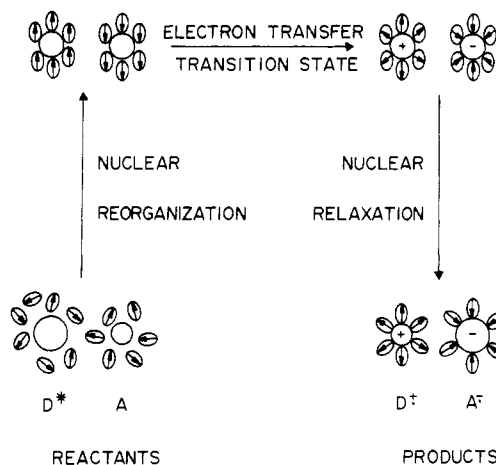 ELECTRON TRANSFER
TRANSITION STATE
+ -
NUCLEAR
REORGANIZATION
NUCLEAR
RELAXATION
+ -
D* A
D⨥ A⨪
REACTANTS
PRODUCTS